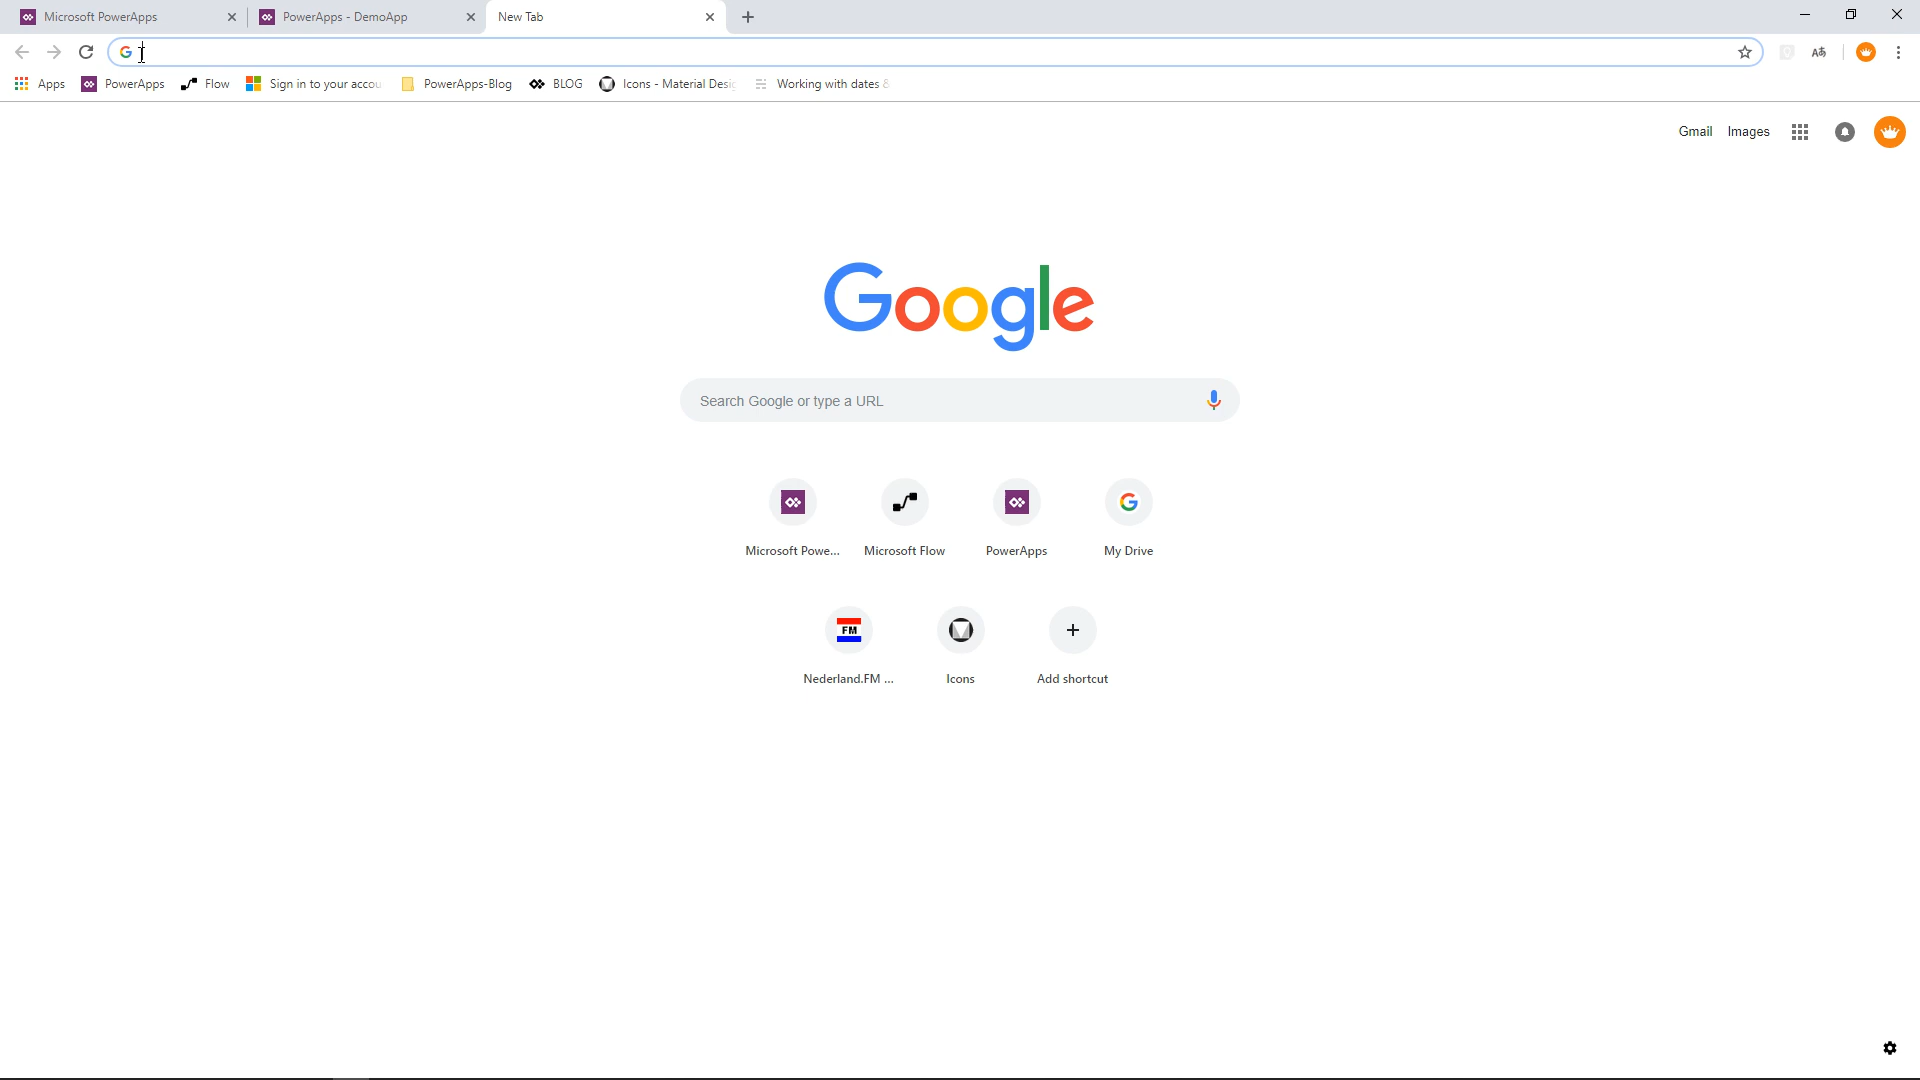 Microsoft PowerApps
PowerApps - DemoApp
New Tab
Apps
PowerApps
Flow
Sign in to your accou
PowerApps-Blog
BLOG
Icons - Material Desig
Working with dates &
Gmail
Images
Google
Search Google or type a URL
Microsoft Powe...
Microsoft Flow
PowerApps
My Drive
FM
Nederland.FM ...
Icons
Add shortcut